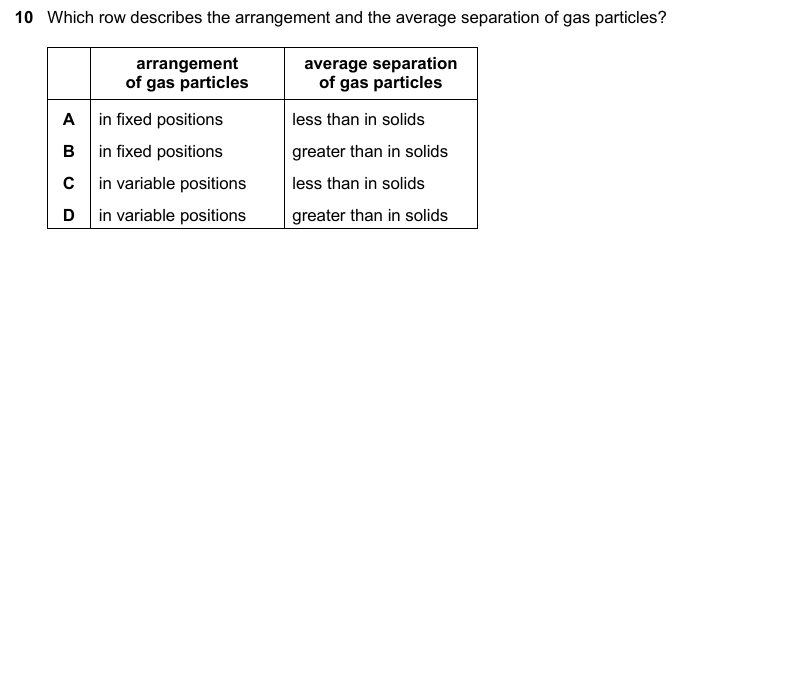 10 Which row describes the arrangement and the average separation of gas particles?
arrangement of gas particles | average separation of gas particles
A in fixed positions less than in solids
B in fixed positions greater than in solids
C in variable positions less than in solids
D in variable positions greater than in solids